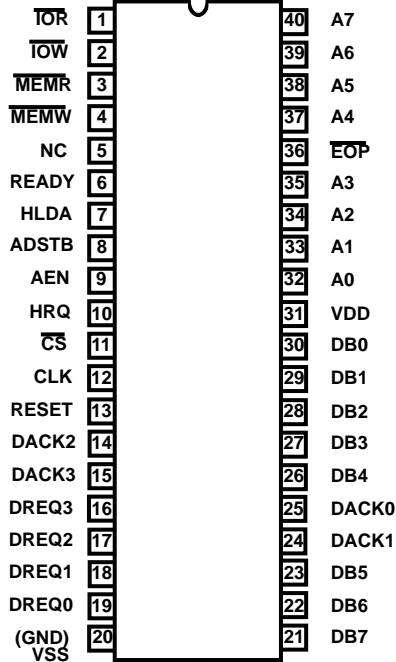 IOR 1 40 A7
IOW 2 39 A6
MEMR 3 38 A5
MEMW 4 37 A4
NC 5 36 EOP
READY 6 35 A3
HLDA 7 34 A2
ADSTB 8 33 A1
AEN 9 32 A0
HRQ 10 31 VDD
CS 11 30 DB0
CLK 12 29 DB1
RESET 13 28 DB2
DACK2 14 27 DB3
DACK3 15 26 DB4
DREQ3 16 25 DACK0
DREQ2 17 24 DACK1
DREQ1 18 23 DB5
DREQ0 19 22 DB6
(GND) 20 21 DB7
VSS